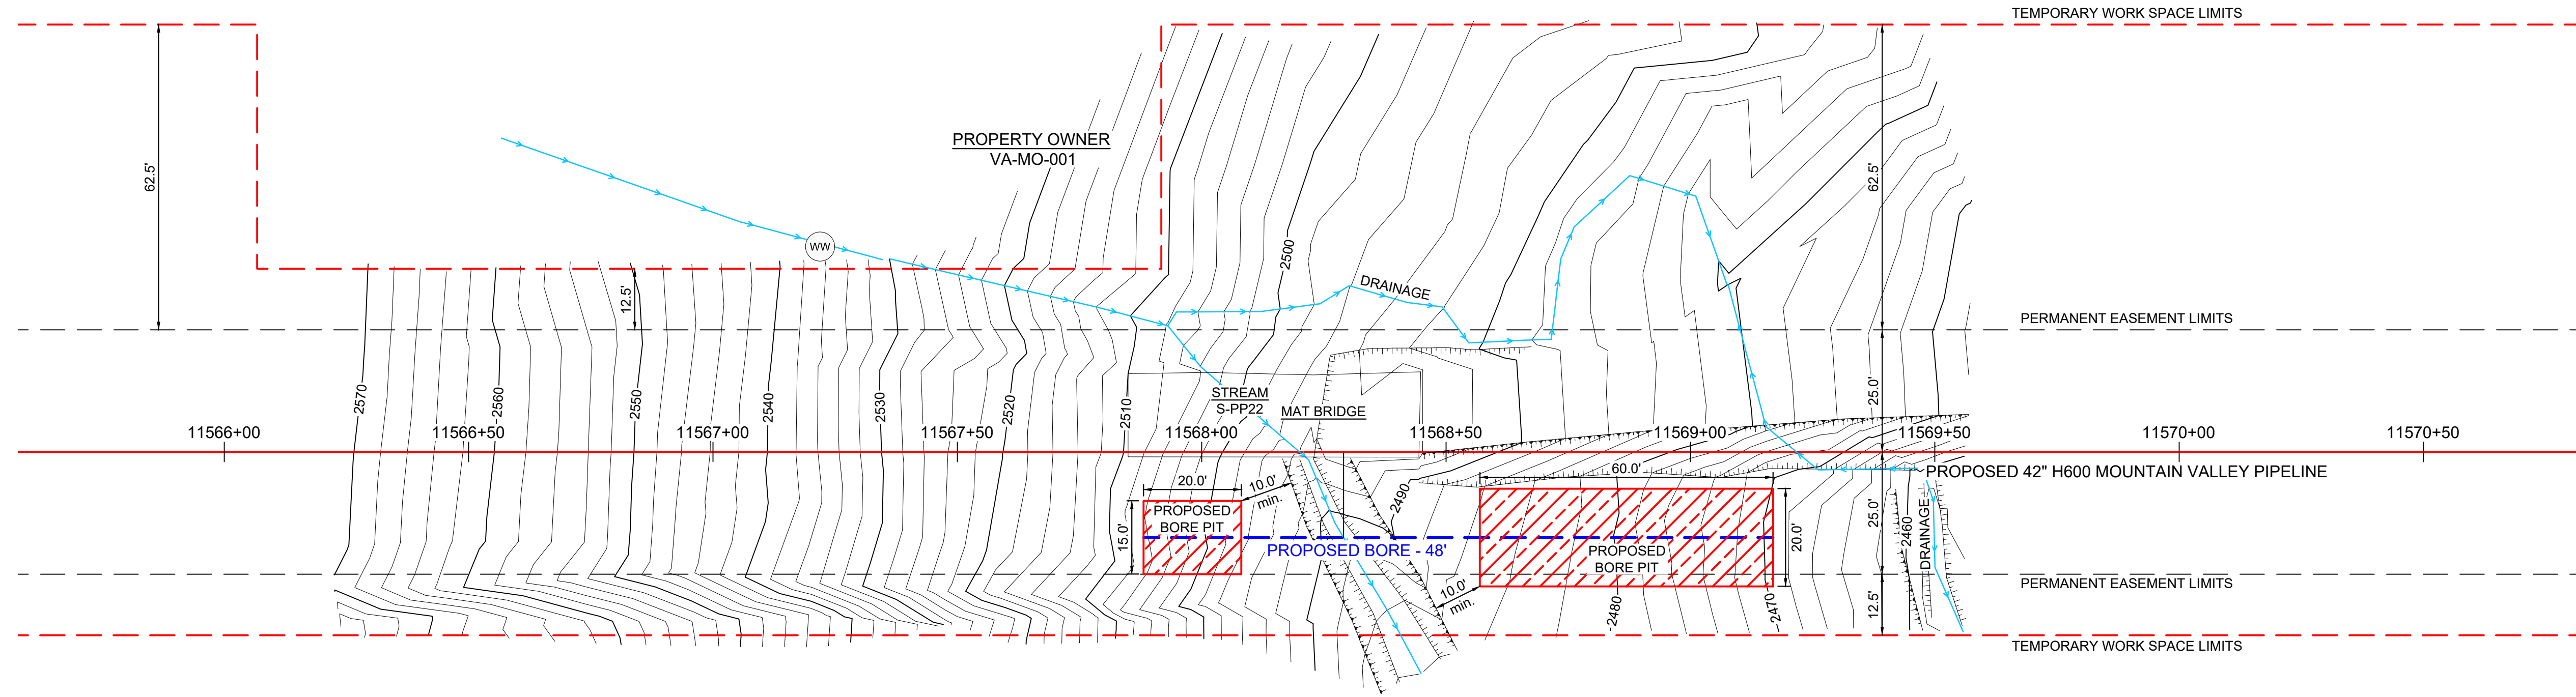 TEMPORARY WORK SPACE LIMITS
62.5'
PROPERTY OWNER
VA-MO-001
62.5'
WW
2500
12.5'
DRAINAGE
PERMANENT EASEMENT LIMITS
2570
2560
2550
2540
2530
2520
2510
STREAM
S-PP22
MAT BRIDGE
25.0'
11566+00
11566+50
11567+00
11567+50
11568+00
11568+50
11569+00
11569+50
11570+00
11570+50
PROPOSED 42" H600 MOUNTAIN VALLEY PIPELINE
20.0'
10.0'
min.
60.0'
2490
PROPOSED
BORE PIT
15.0'
PROPOSED BORE - 48'
PROPOSED
BORE PIT
20.0'
25.0'
2460
DRAINAGE
10.0'
min.
2480
2470
12.5'
PERMANENT EASEMENT LIMITS
TEMPORARY WORK SPACE LIMITS